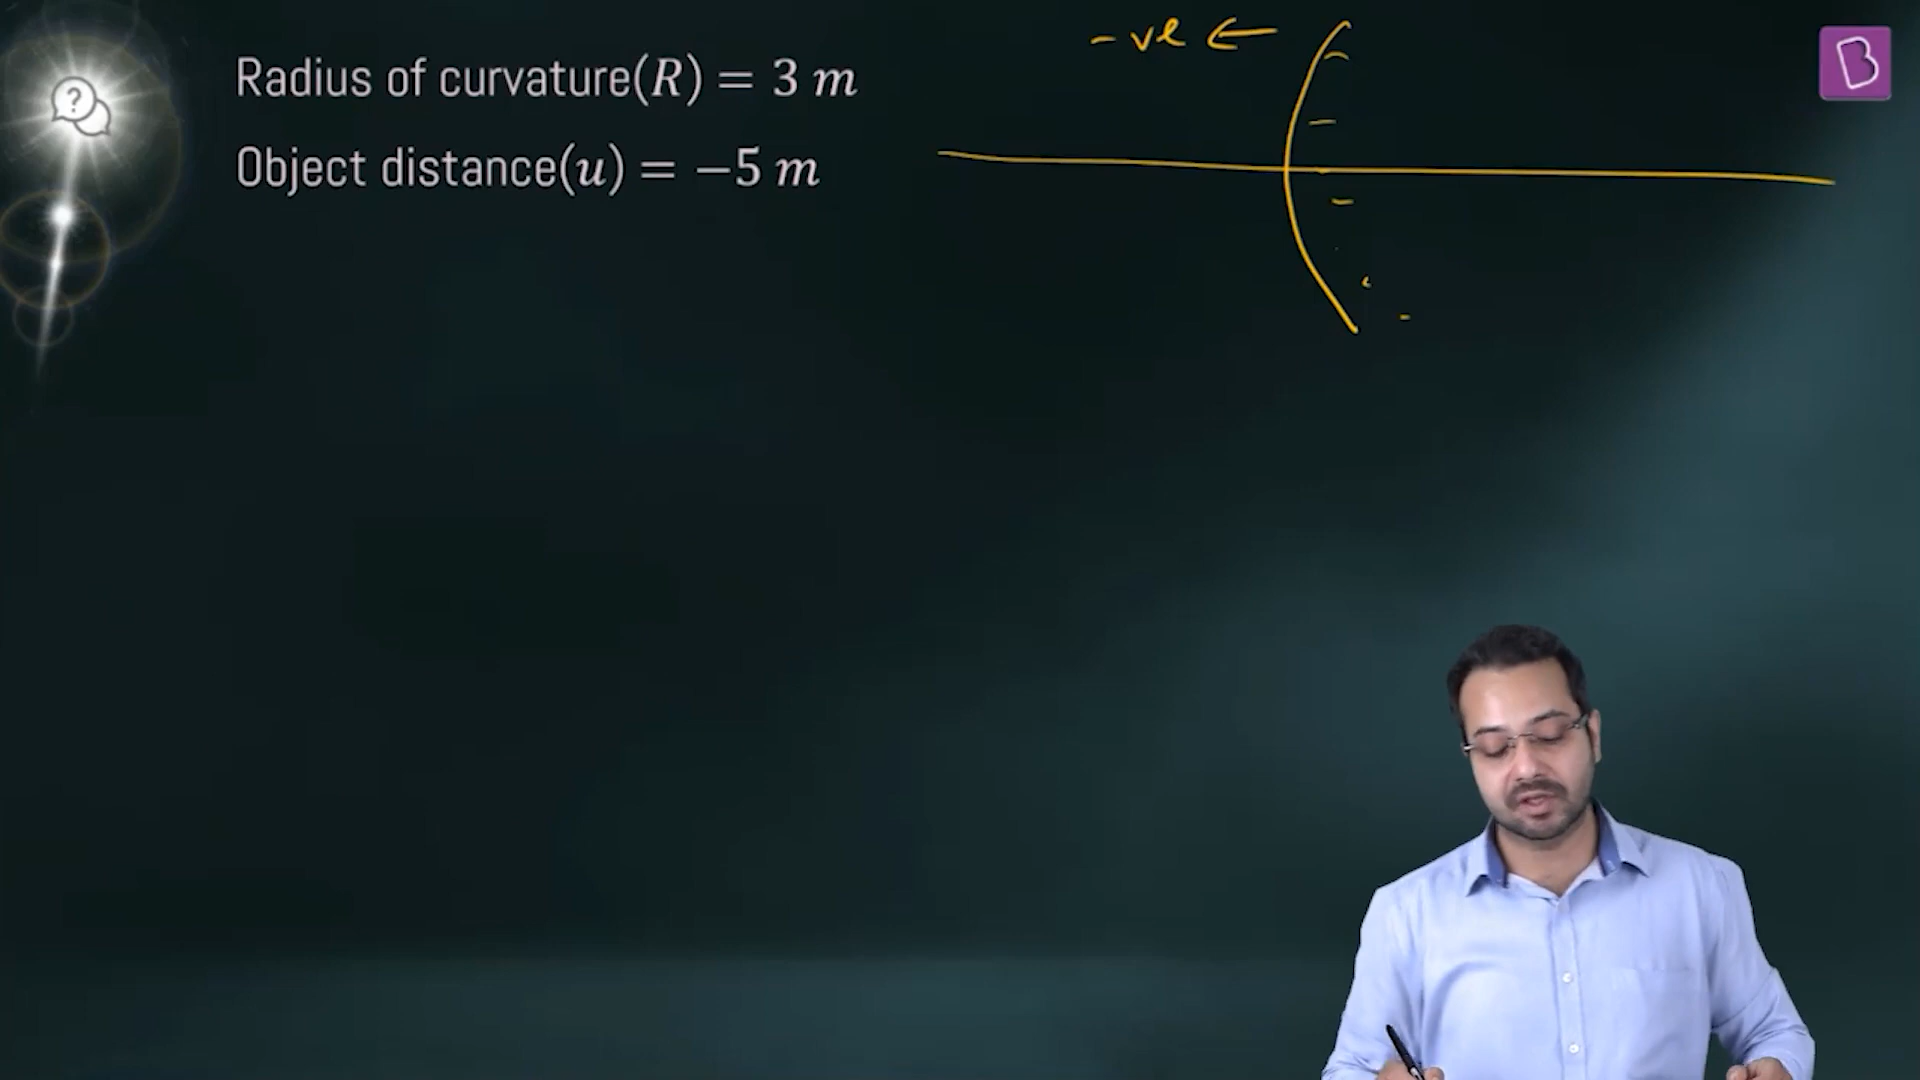 Radius of curvature(R) = 3 m
Object distance(u) = −5 m
-ve ←